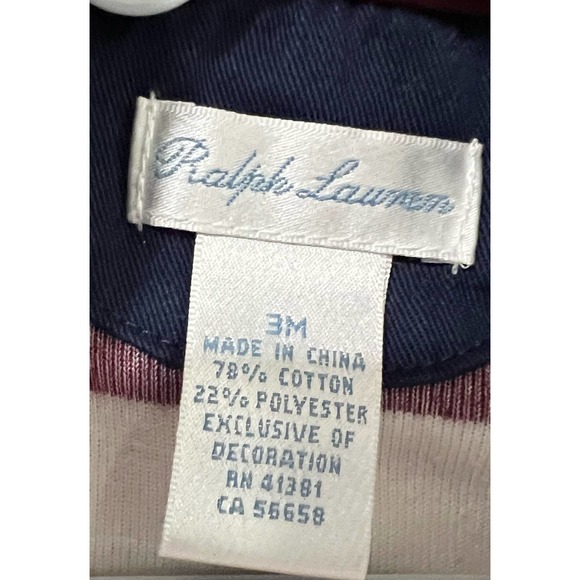 Ralph Lauren
3M
MADE IN CHINA
78% COTTON
22% POLYESTER
EXCLUSIVE OF
DECORATION
RN 41381
CA 56658